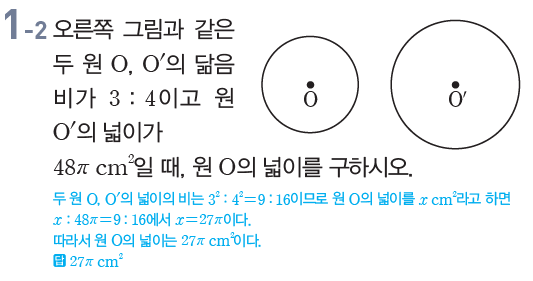 1-2 오른쪽 그림과 같은
두 원 O, O′의 닮음
비가 3 : 4이고 원
O′의 넓이가
48π cm²일 때, 원 O의 넓이를 구하시오.
O
O′
두 원 O, O′의 넓이의 비는 3² : 4²=9 : 16이므로 원 O의 넓이를 x cm²라고 하면
x : 48π=9 : 16에서 x=27π이다.
따라서 원 O의 넓이는 27π cm²이다.
답 27π cm²